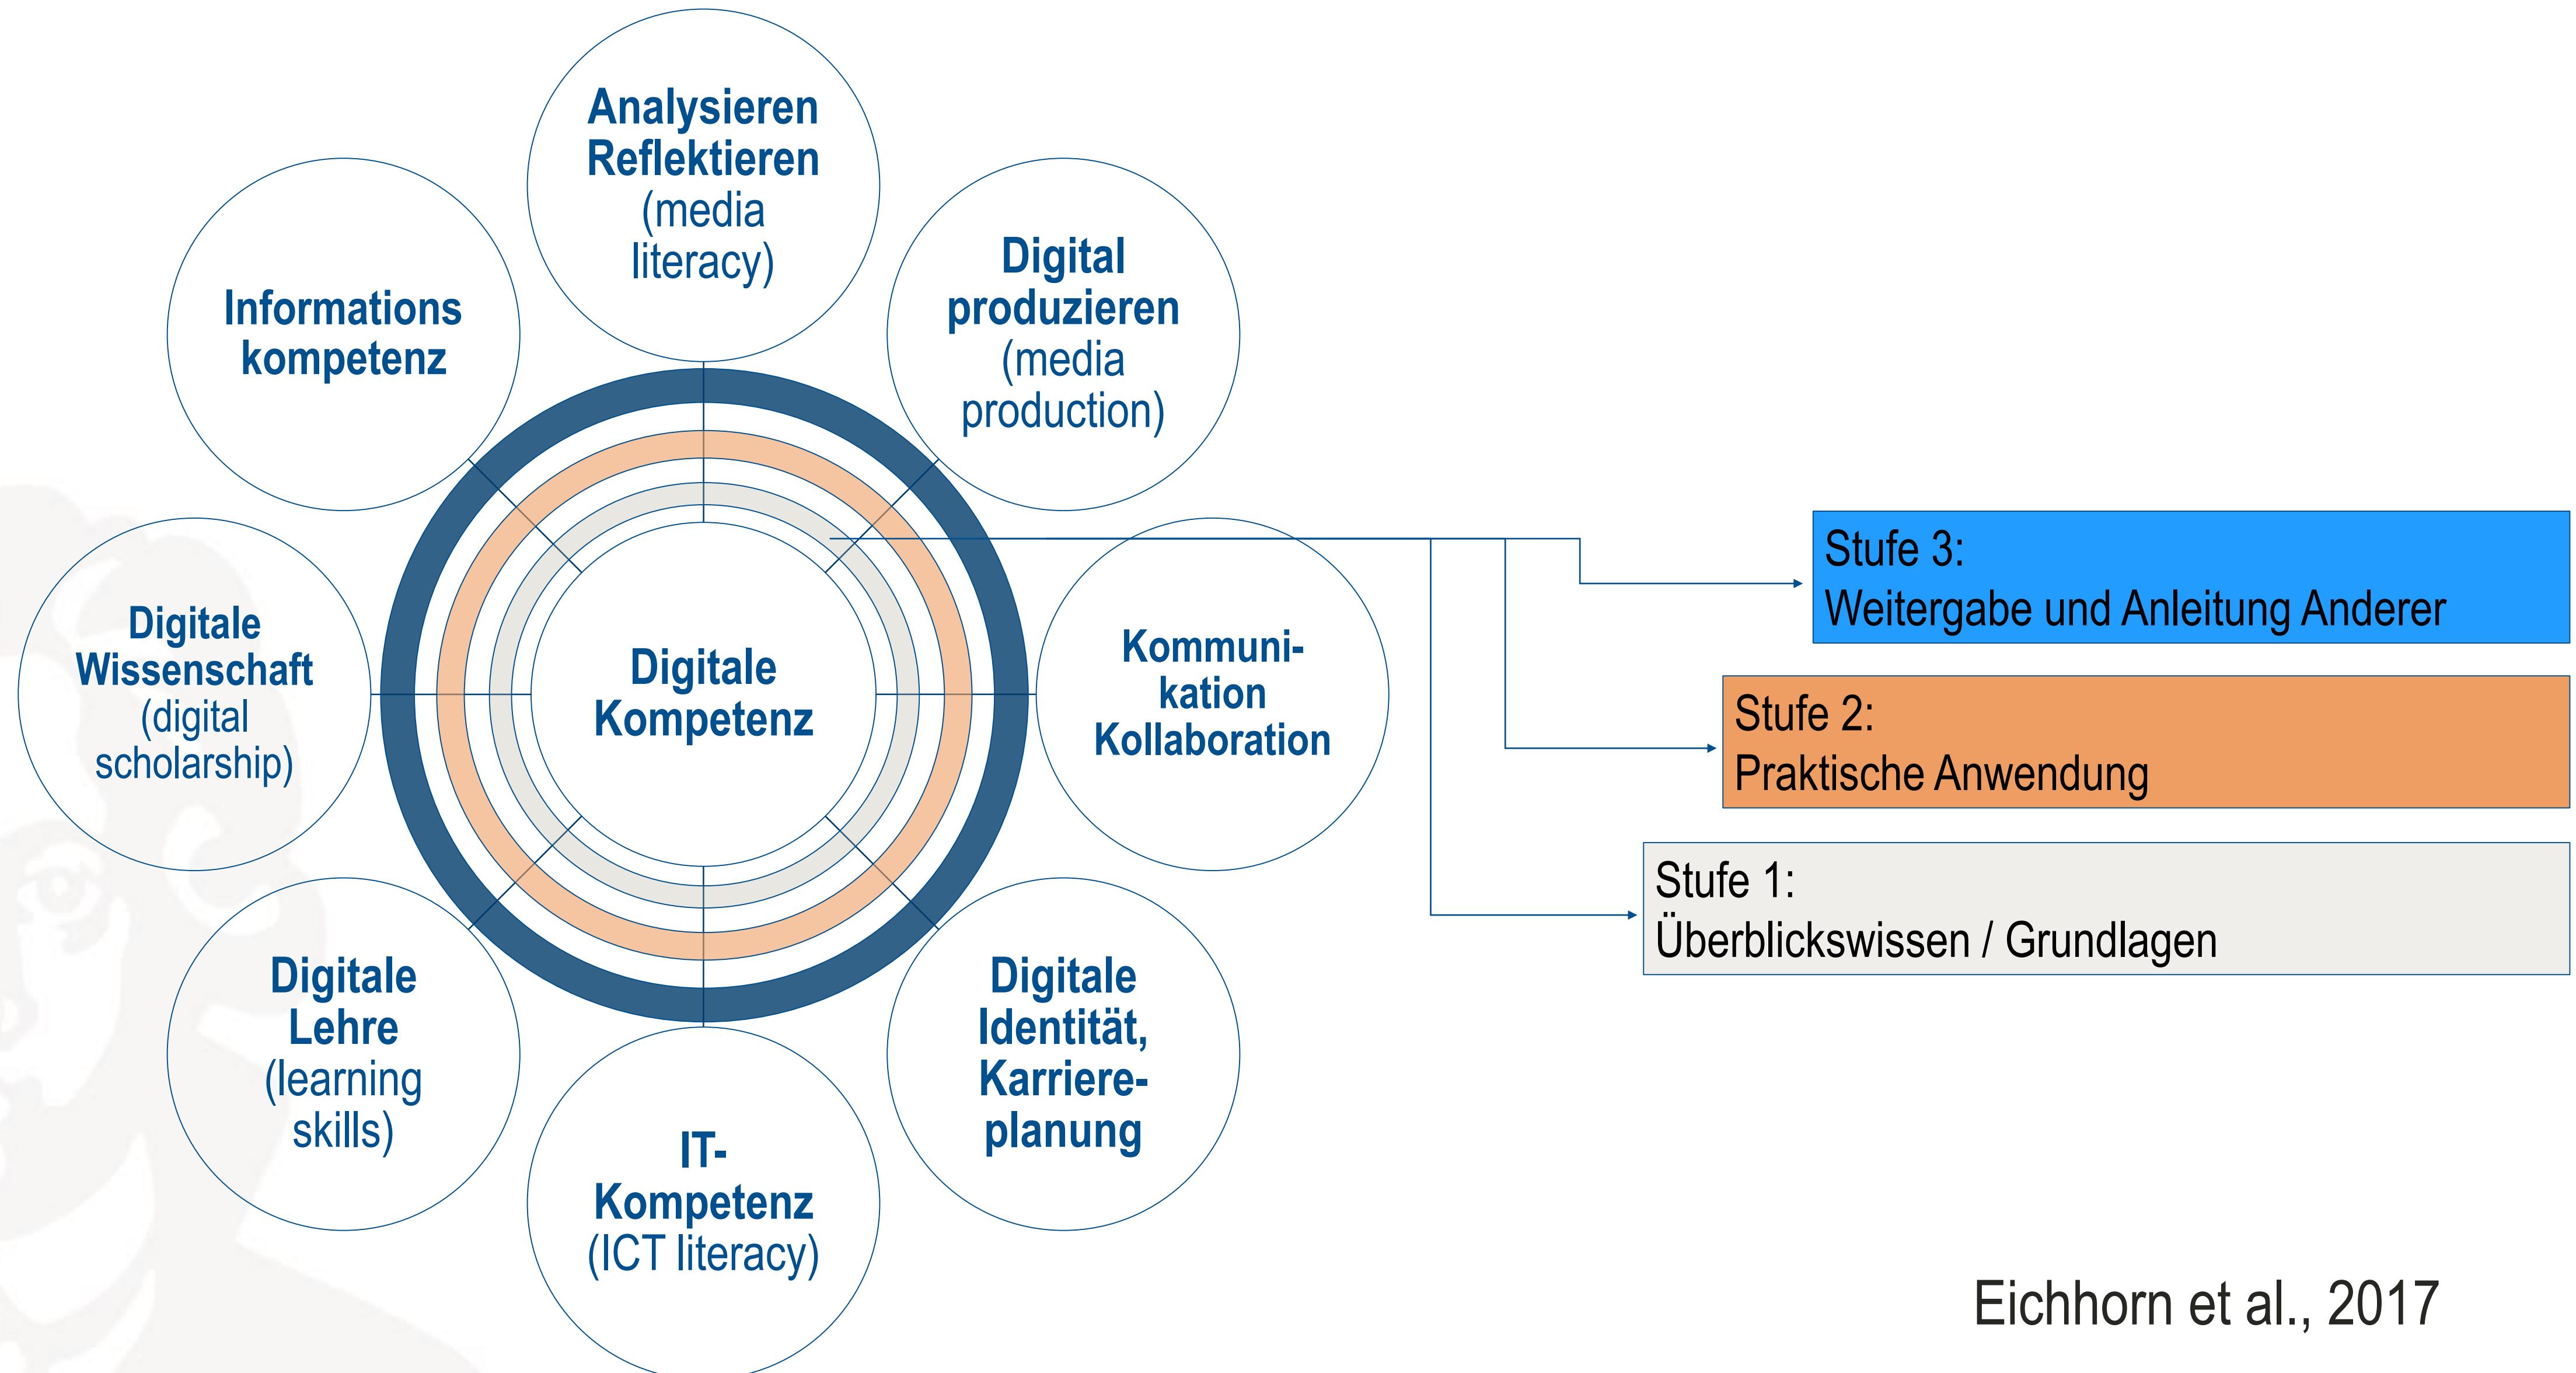 Analysieren
Reflektieren
(media
literacy)
Digital
produzieren
(media
production)
Informations
kompetenz
Kommuni-
kation
Kollaboration
Digitale
Wissenschaft
(digital
scholarship)
Digitale
Kompetenz
Digitale
Identität,
Karriere-
planung
Digitale
Lehre
(learning
skills)
IT-
Kompetenz
(ICT literacy)
Stufe 3:
Weitergabe und Anleitung Anderer
Stufe 2:
Praktische Anwendung
Stufe 1:
Überblickswissen / Grundlagen
Eichhorn et al., 2017